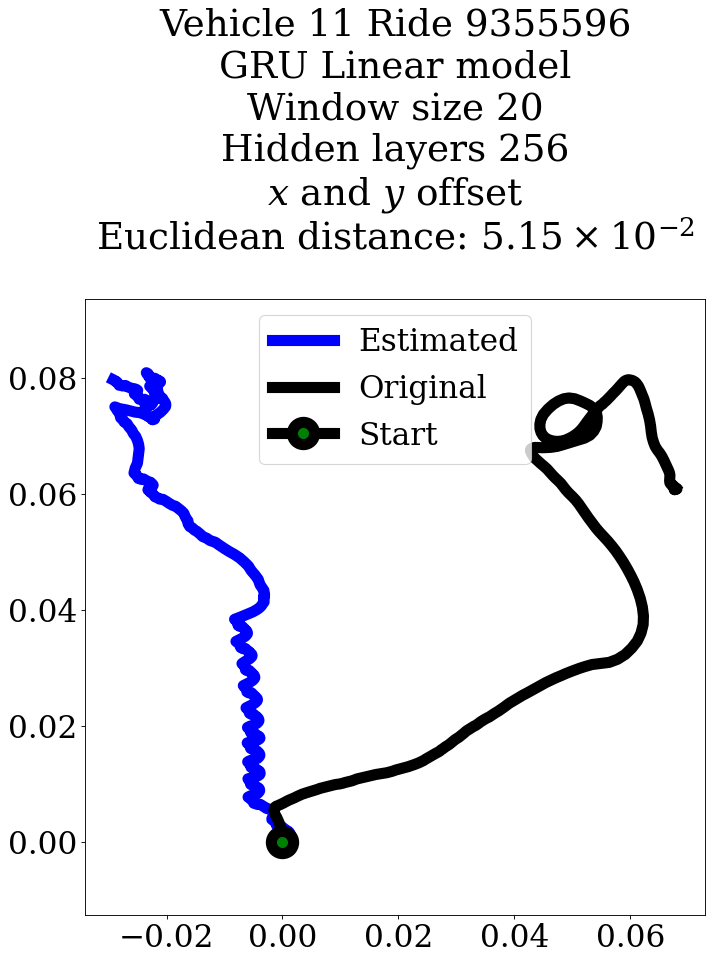 Vehicle 11 Ride 9355596
GRU Linear model
Window size 20
Hidden layers 256
x and y offset
Euclidean distance: 5.15 × 10⁻²
Estimated
Original
Start
0.08
0.06
0.04
0.02
0.00
−0.02 0.00 0.02 0.04 0.06